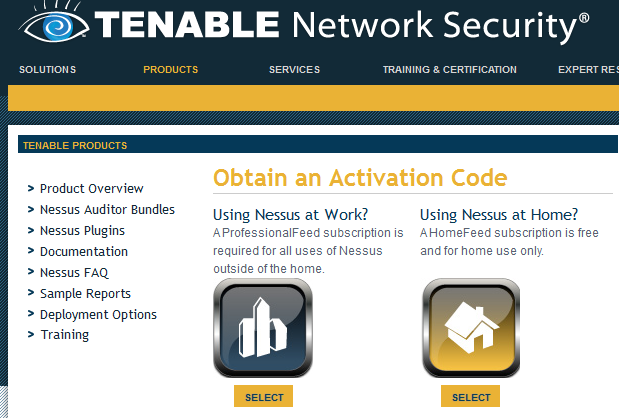 TENABLE Network Security®
SOLUTIONS PRODUCTS SERVICES TRAINING & CERTIFICATION EXPERT RES
TENABLE PRODUCTS
Obtain an Activation Code
> Product Overview
> Nessus Auditor Bundles
> Nessus Plugins
> Documentation
> Nessus FAQ
> Sample Reports
> Deployment Options
> Training
Using Nessus at Work?
A ProfessionalFeed subscription is
required for all uses of Nessus
outside of the home.
SELECT
Using Nessus at Home?
A HomeFeed subscription is free
and for home use only.
SELECT